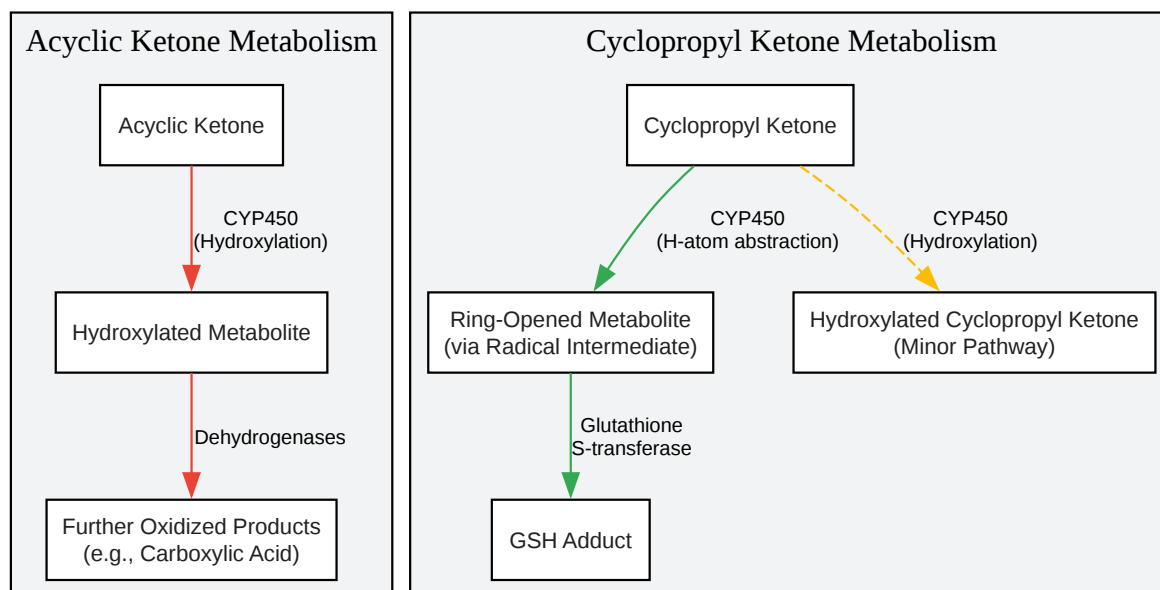 Acyclic Ketone Metabolism
Acyclic Ketone
CYP450
(Hydroxylation)
Hydroxylated Metabolite
Dehydrogenases
Further Oxidized Products
(e.g., Carboxylic Acid)
Cyclopropyl Ketone Metabolism
Cyclopropyl Ketone
CYP450
(H-atom abstraction)
CYP450
(Hydroxylation)
Ring-Opened Metabolite
(via Radical Intermediate)
Hydroxylated Cyclopropyl Ketone
(Minor Pathway)
Glutathione
S-transferase
GSH Adduct